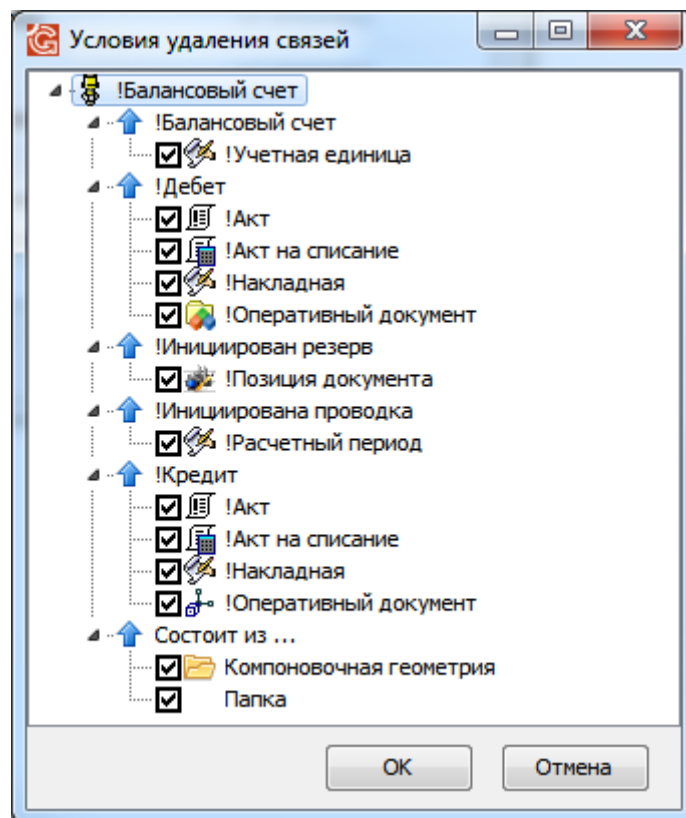 Условия удаления связей
!Балансовый счет
!Балансовый счет
!Учетная единица
!Дебет
!Акт
!Акт на списание
!Накладная
!Оперативный документ
!Инициирован резерв
!Позиция документа
!Инициирована проводка
!Расчетный период
!Кредит
!Акт
!Акт на списание
!Накладная
!Оперативный документ
Состоит из ...
Компоновочная геометрия
Папка
OK Отмена